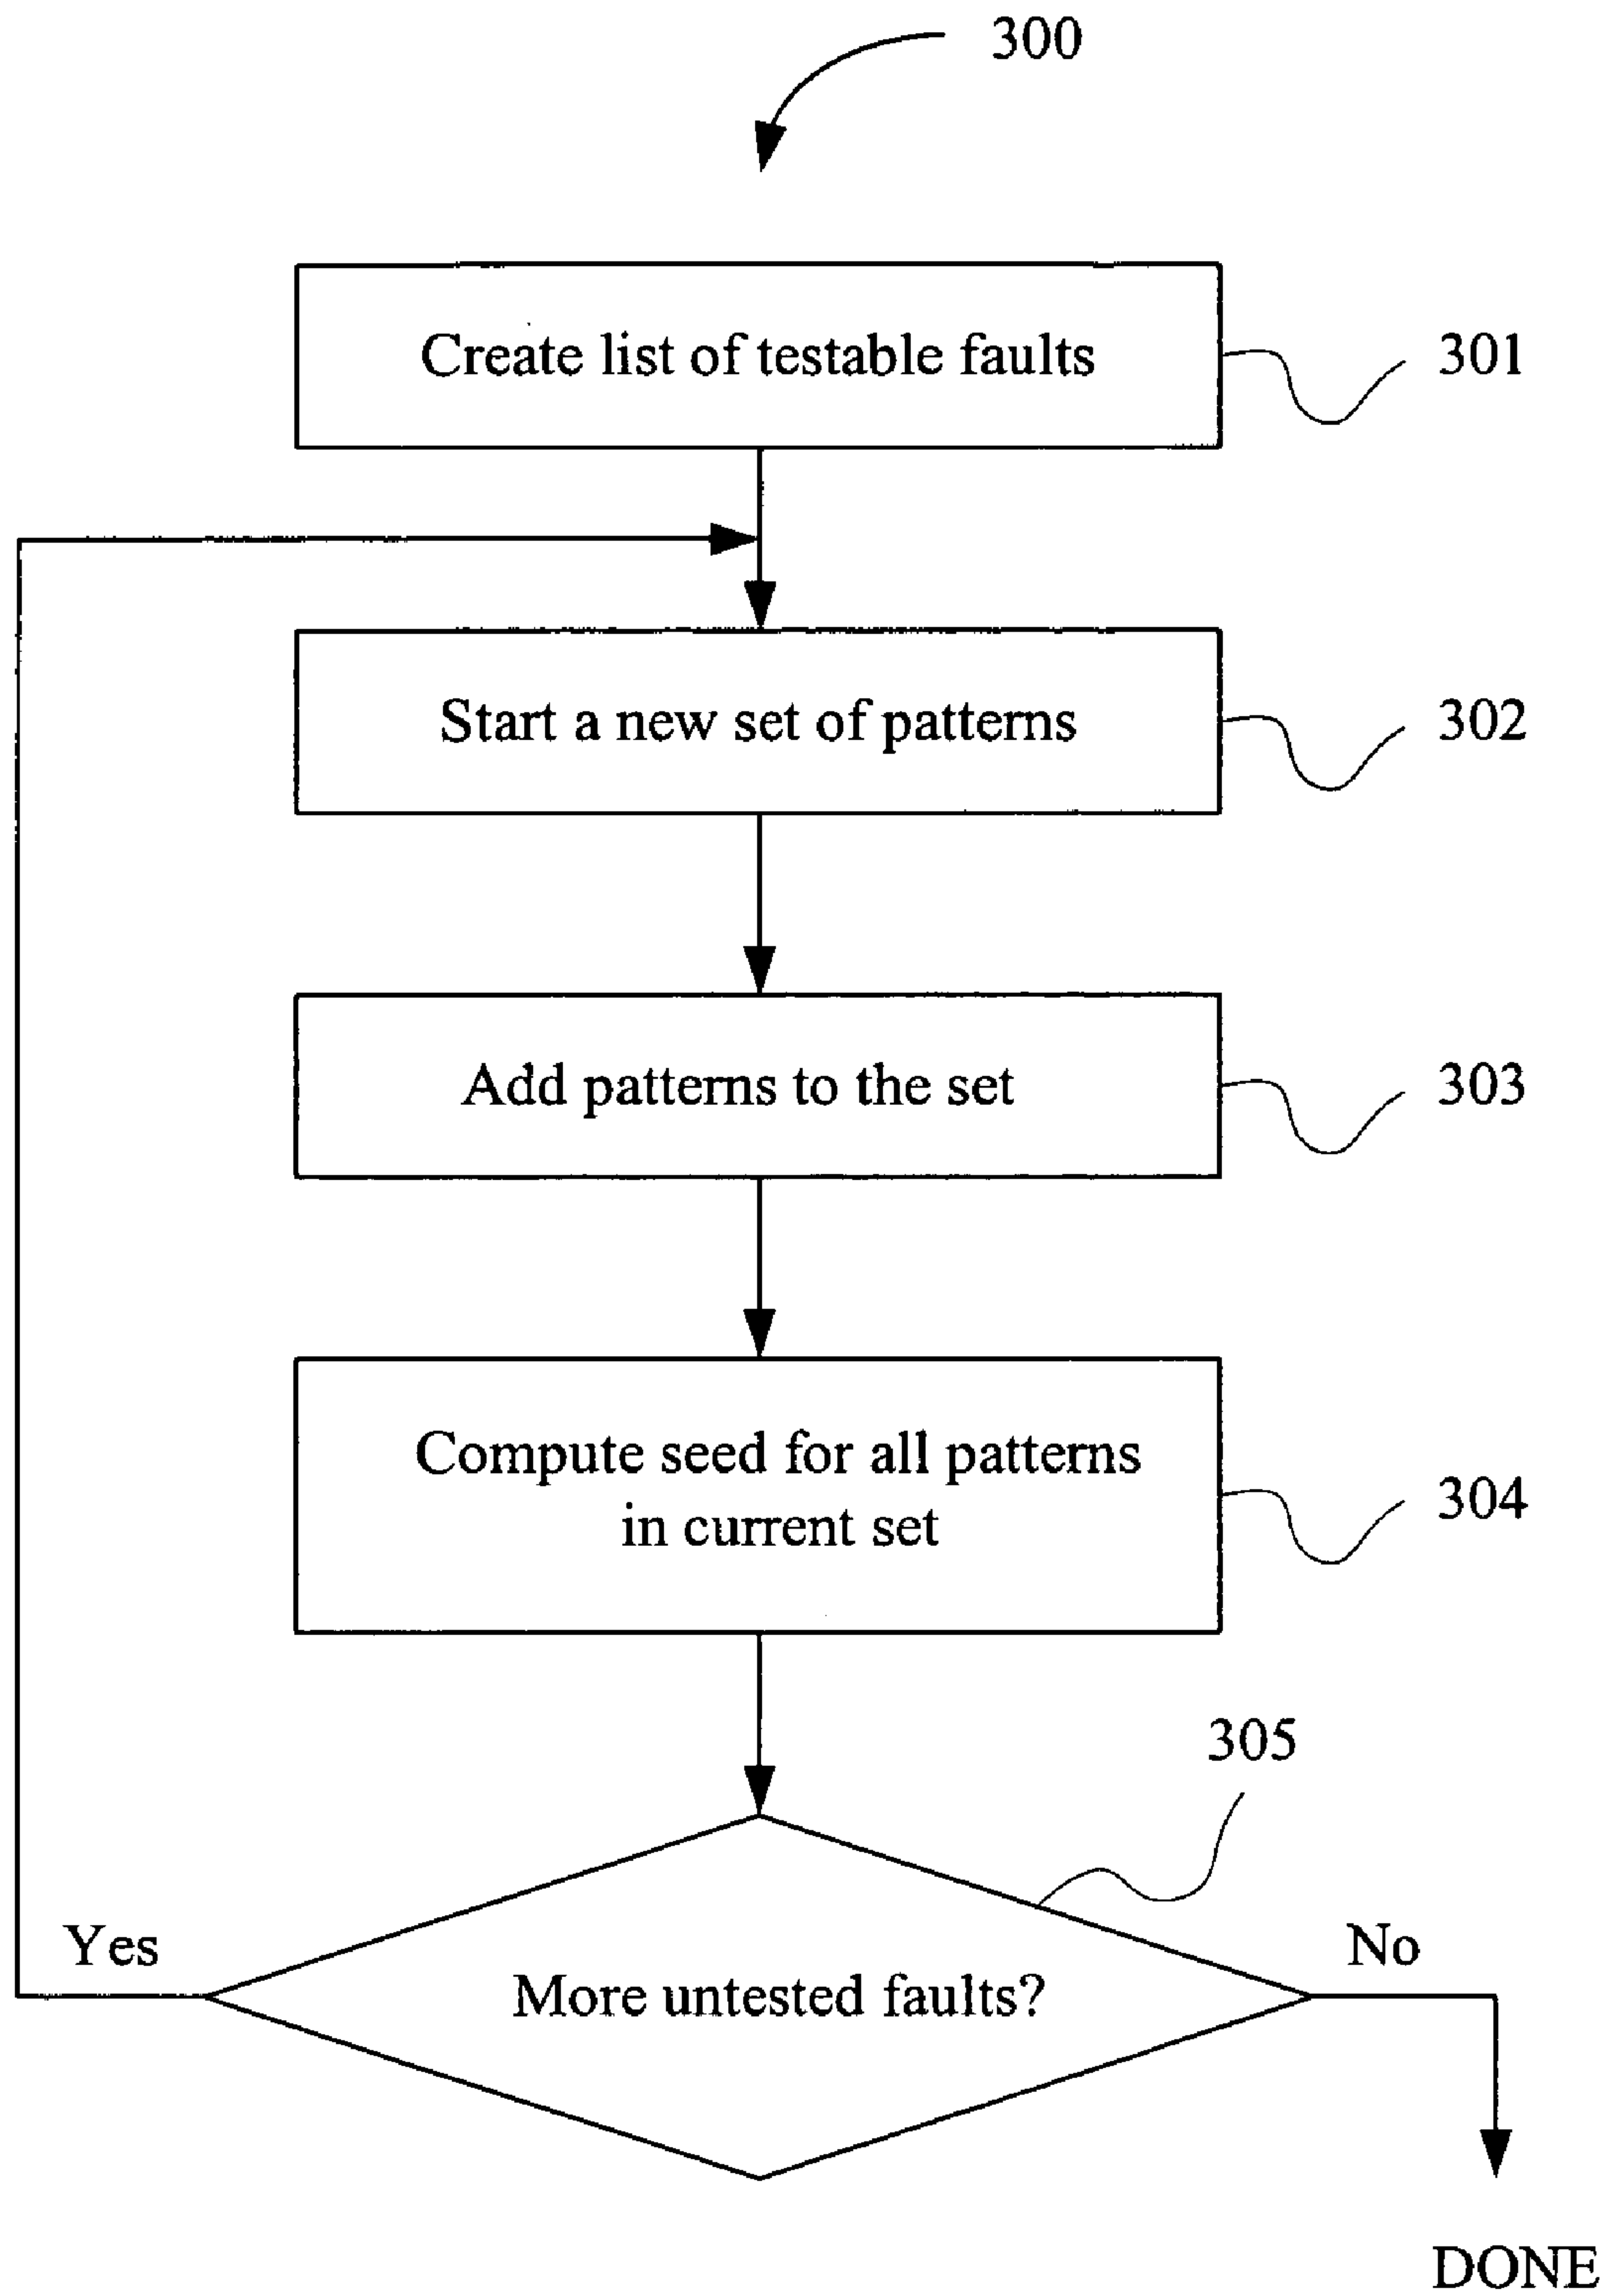 300
Create list of testable faults
301
Start a new set of patterns
302
Add patterns to the set
303
Compute seed for all patterns
in current set
304
305
Yes
No
More untested faults?
DONE